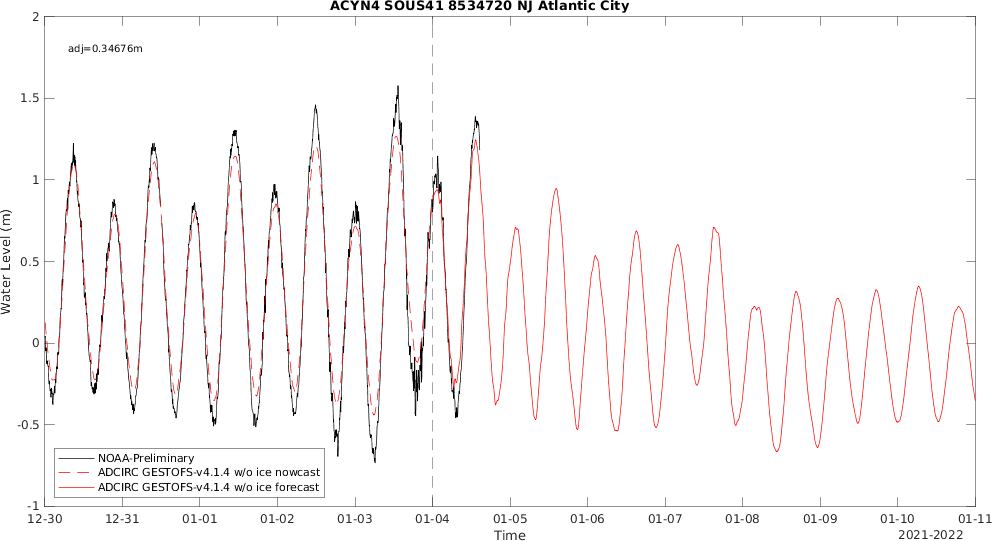 ACYN4 SOUS41 8534720 NJ Atlantic City
adj=0.34676m
Water Level (m)
2
1.5
1
0.5
0
-0.5
-1
NOAA-Preliminary
ADCIRC GESTOFS-v4.1.4 w/o ice nowcast
ADCIRC GESTOFS-v4.1.4 w/o ice forecast
12-30 12-31 01-01 01-02 01-03 01-04 01-05 01-06 01-07 01-08 01-09 01-10 01-11
Time
2021-2022